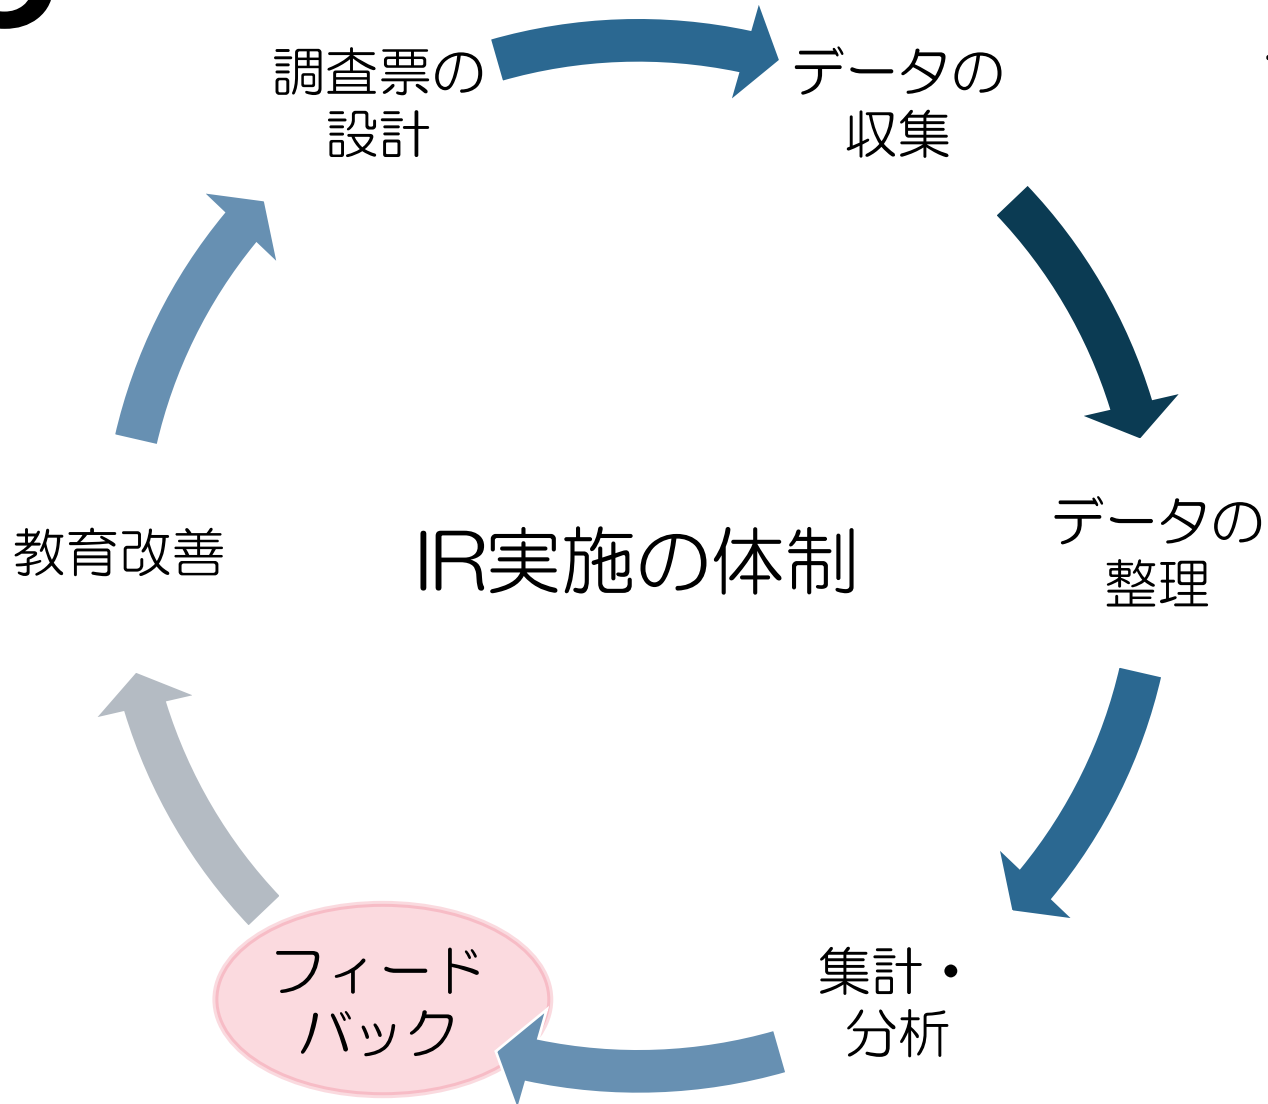 調査票の
設計
データの
収集
データの
整理
集計・
分析
フィード
バック
教育改善
IR実施の体制